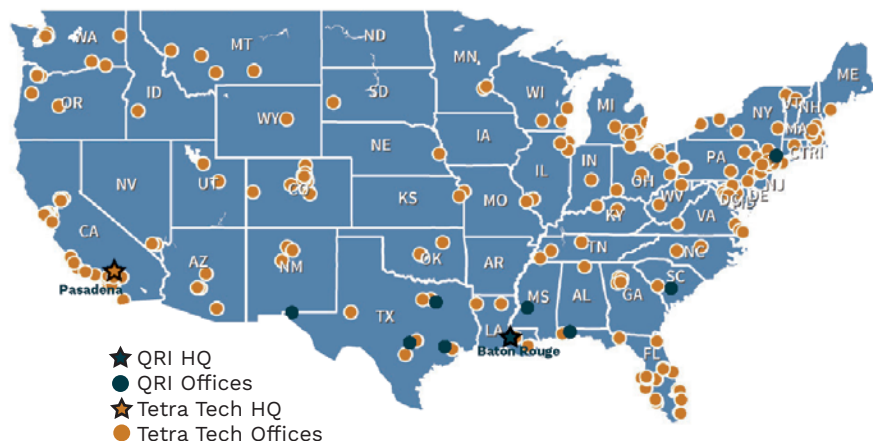 WA
MT
ND
MN
ME
OR
ID
SD
WI
MI
NY
VT
NH
WY
IA
MA
CTRI
NE
PA
NV
UT
CO
IL
IN
OH
NJ
KS
MO
WV
DE
DC
CA
KY
VA
AZ
NM
OK
TN
NC
Pasadena
AR
SC
MS
AL
GA
TX
LA
Baton Rouge
FL
QRI HQ
QRI Offices
Tetra Tech HQ
Tetra Tech Offices